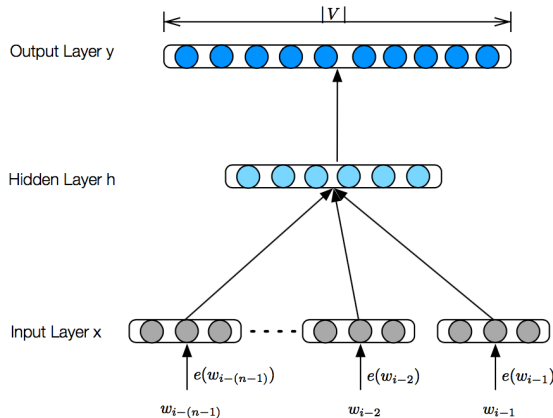 |V|
Output Layer y
Hidden Layer h
Input Layer x
e(w_{i-(n-1)}) e(w_{i-2}) e(w_{i-1})
w_{i-(n-1)} w_{i-2} w_{i-1}